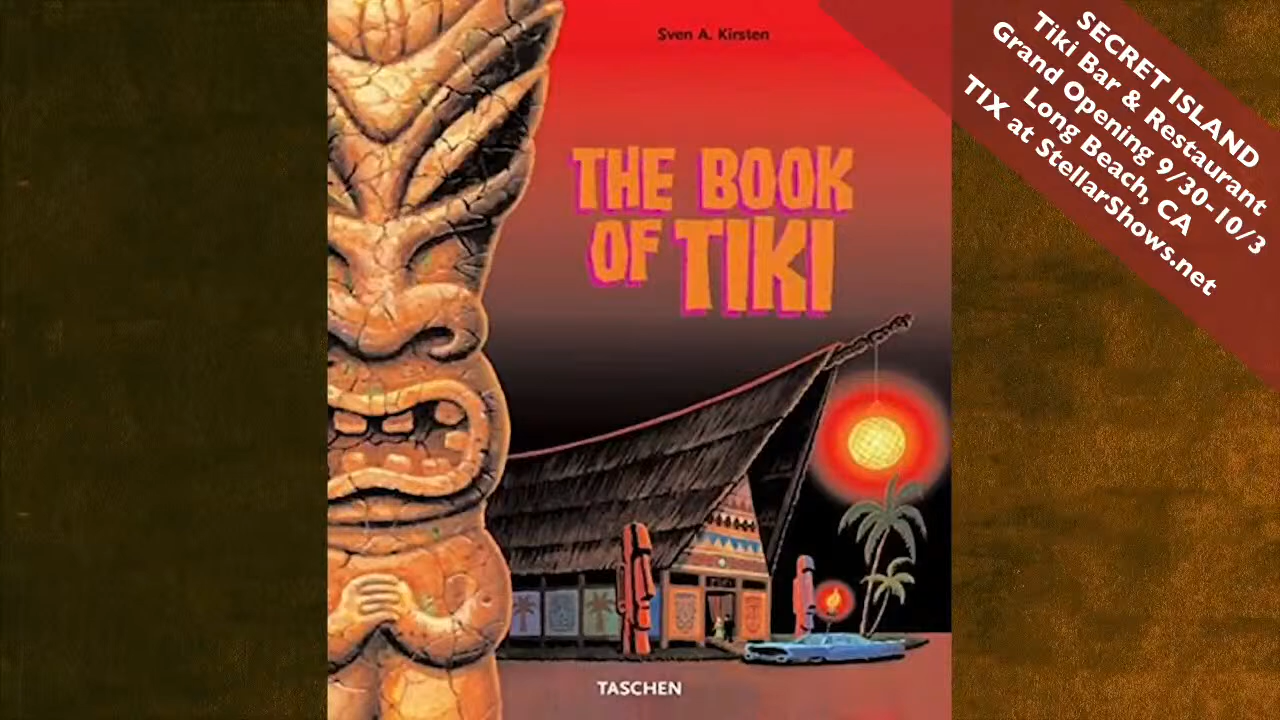 Sven A. Kirsten
THE BOOK
OF TIKI
TASCHEN
SECRET ISLAND
Tiki Bar & Restaurant
Grand Opening 9/30-10/3
Long Beach, CA
TIX at StellarShows.net